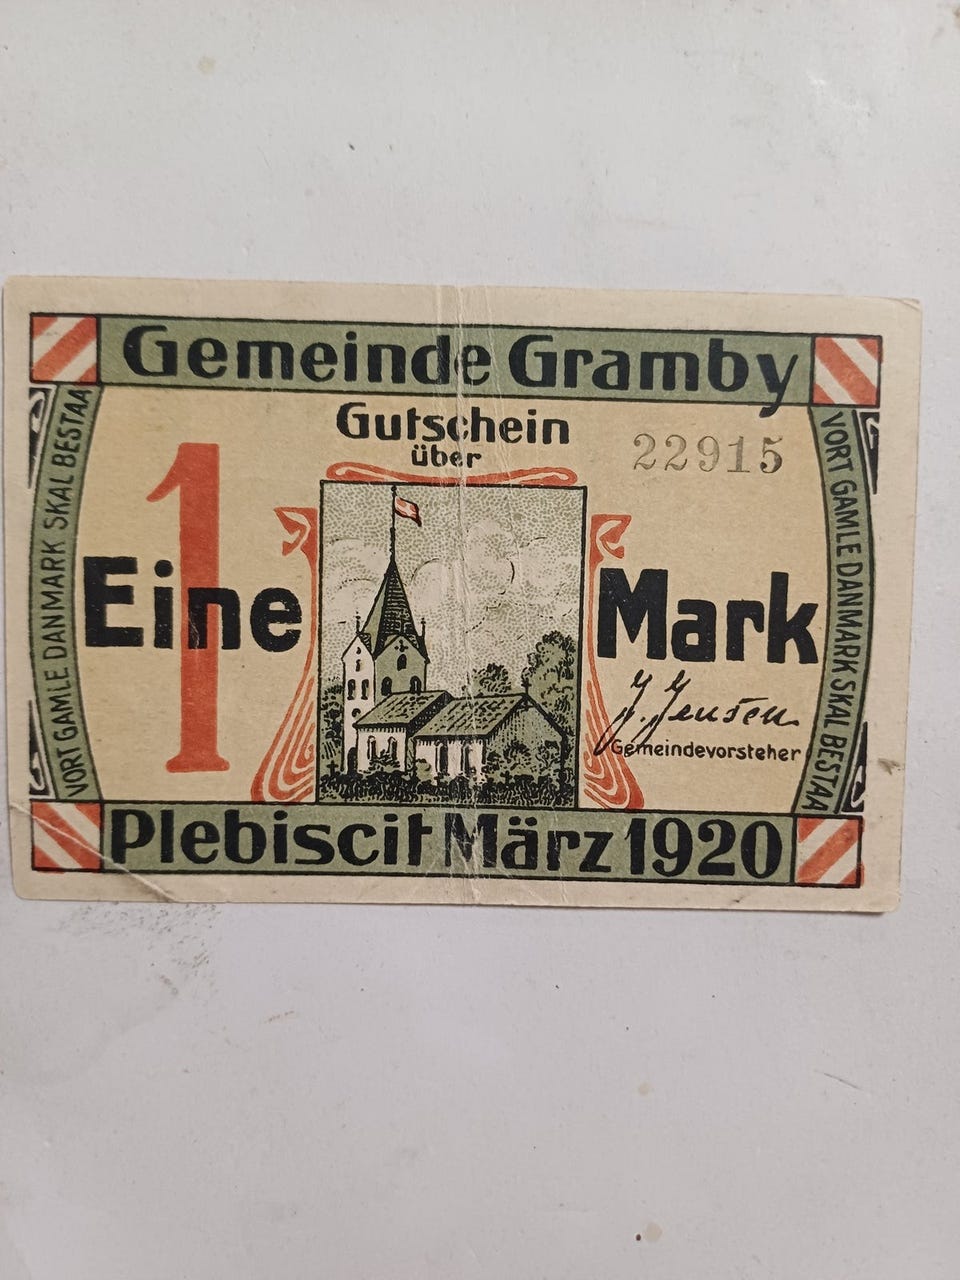 Gemeinde Gramby
Gutschein
über
22915
1
Eine Mark
J. Jensen
Gemeindevorsteher
Plebiscit März 1920
VORT GAMLE DANMARK SKAL BESTAA
VORT GAMLE DANMARK SKAL BESTAA